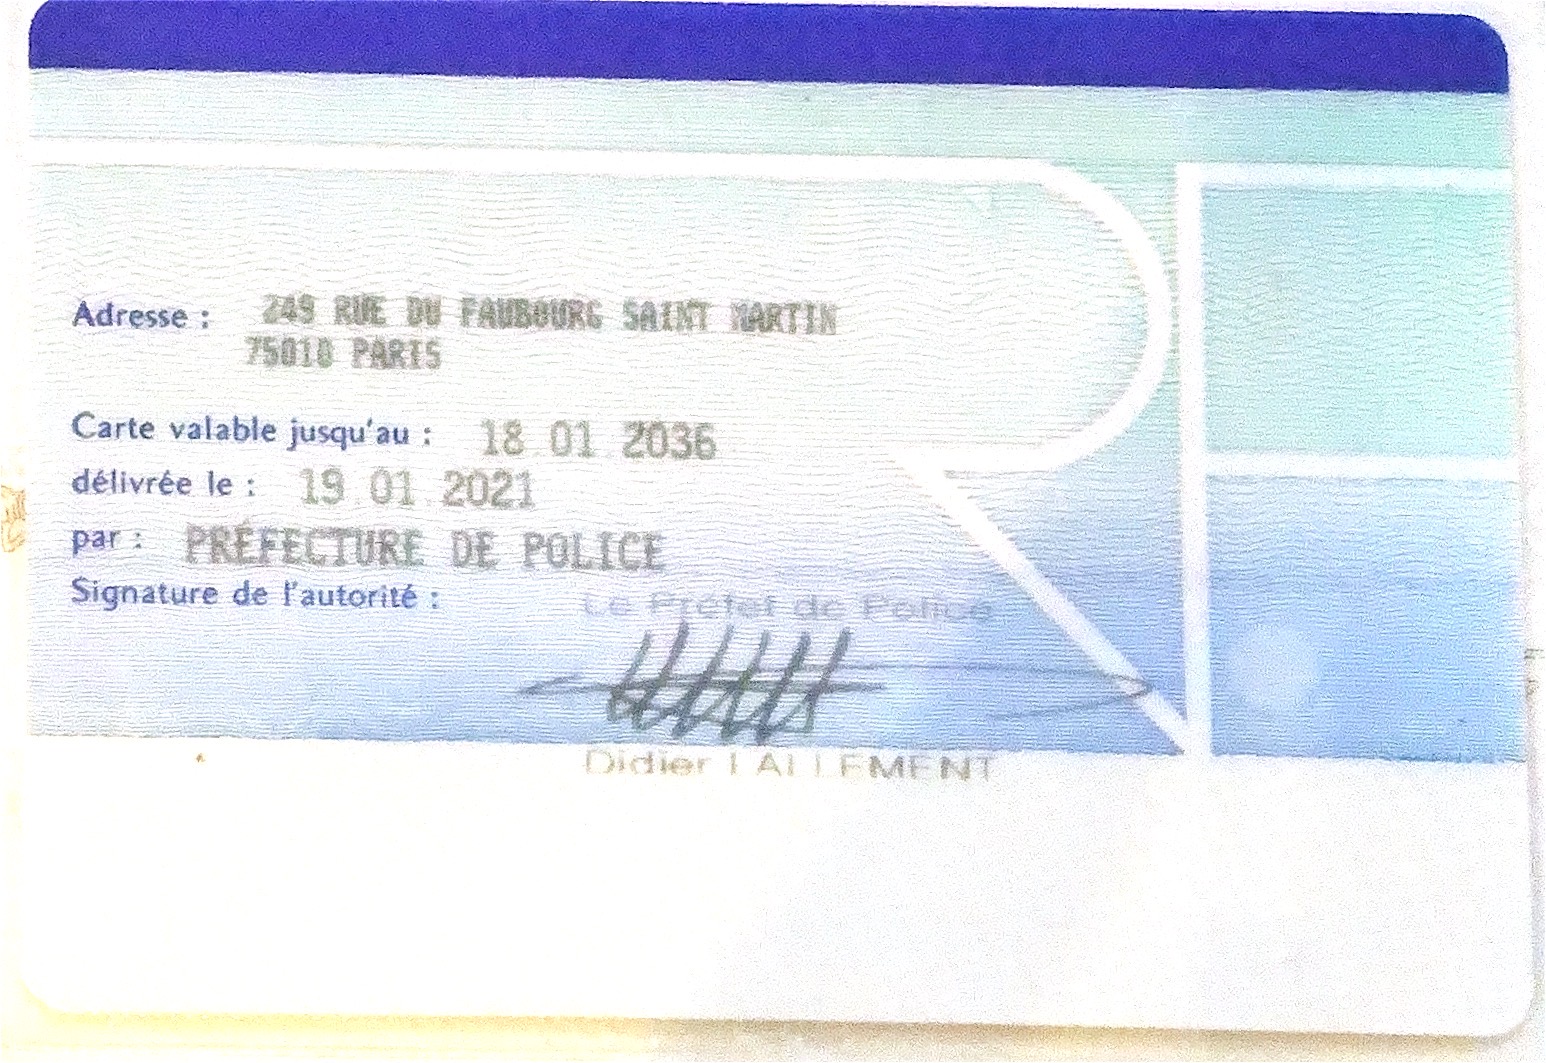 Adresse : 249 RUE DU FAUBOURG SAINT MARTIN
75010 PARIS
Carte valable jusqu'au : 18 01 2036
délivrée le : 19 01 2021
par : PRÉFECTURE DE POLICE
Signature de l'autorité :
Le Préfet de Police
Didier LALLEMENT